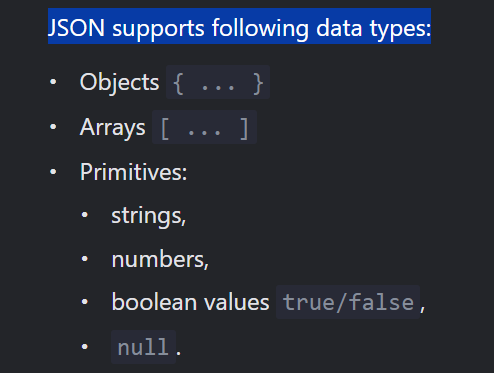 JSON supports following data types:
• Objects { ... }
• Arrays [ ... ]
• Primitives:
• strings,
• numbers,
• boolean values true/false,
• null.